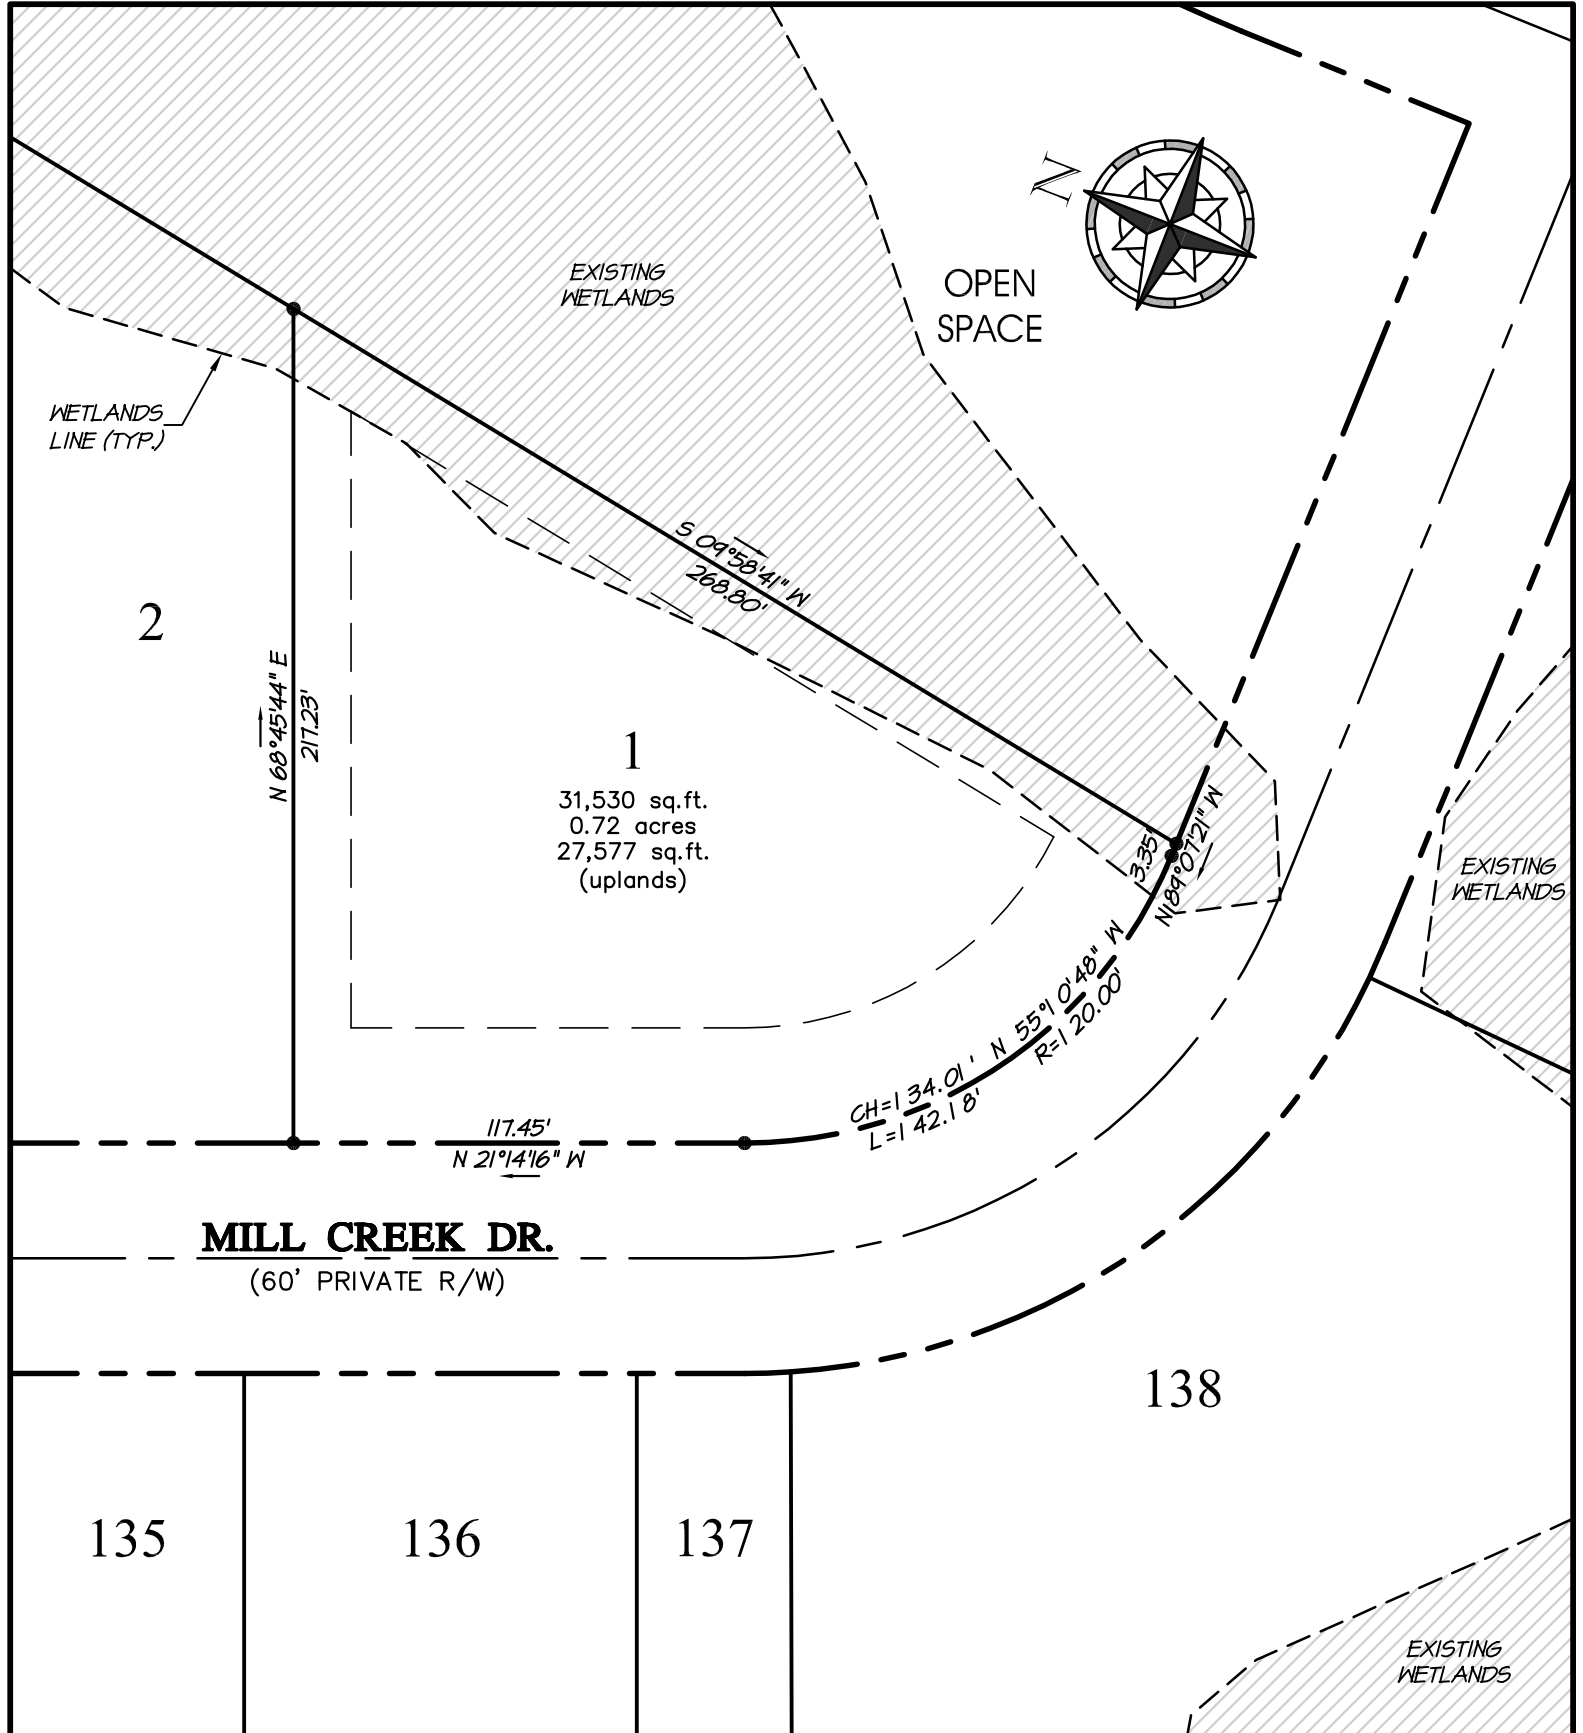 N
EXISTING
WETLANDS
OPEN
SPACE
WETLANDS
LINE (TYP.)
S 09°58'41" W
268.80'
2
N 68°45'44" E
217.23'
1
31,530 sq.ft.
0.72 acres
27,577 sq.ft.
(uplands)
3.35'
N 89°07'21" W
EXISTING
WETLANDS
CH=134.01' N 55°10'48" W
L=142.18' R=120.00'
117.45'
N 21°14'16" W
MILL CREEK DR.
(60' PRIVATE R/W)
138
135
136
137
EXISTING
WETLANDS